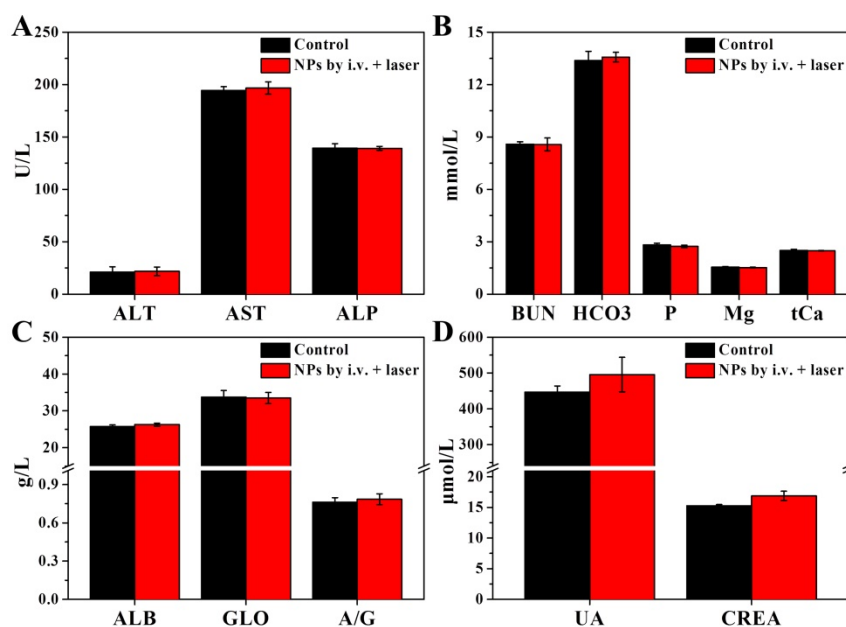 A
250
200
150
100
50
0
U/L
Control
NPs by i.v. + laser
ALT AST ALP
B
15
12
9
6
3
0
mmol/L
Control
NPs by i.v. + laser
BUN HCO3 P Mg tCa
C
50
40
30
20
0.9
0.6
0.3
0.0
g/L
Control
NPs by i.v. + laser
ALB GLO A/G
D
600
500
400
300
20
15
10
5
0
μmol/L
Control
NPs by i.v. + laser
UA CREA